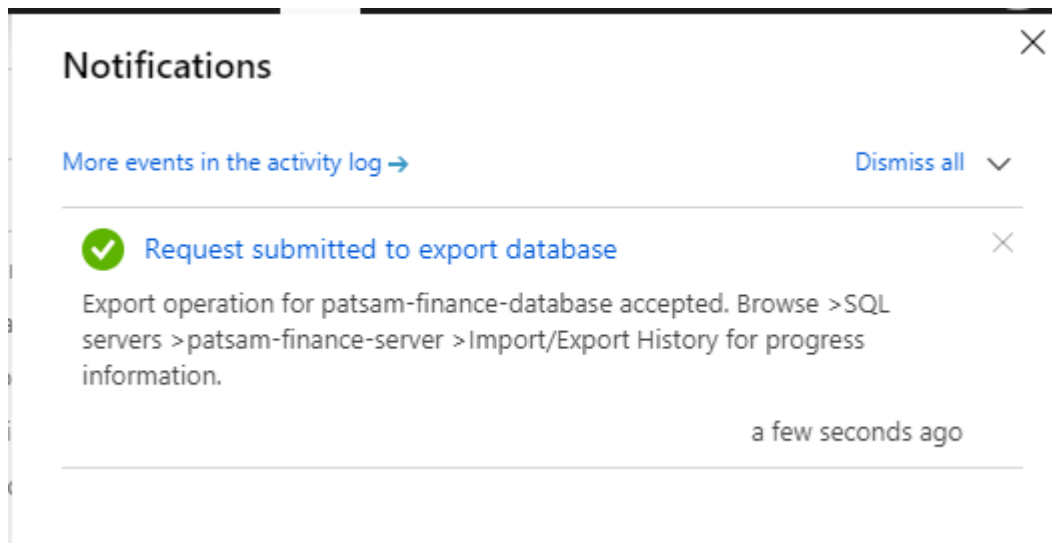 Notifications
More events in the activity log → Dismiss all
Request submitted to export database
Export operation for patsam-finance-database accepted. Browse >SQL
servers >patsam-finance-server >Import/Export History for progress
information.
a few seconds ago